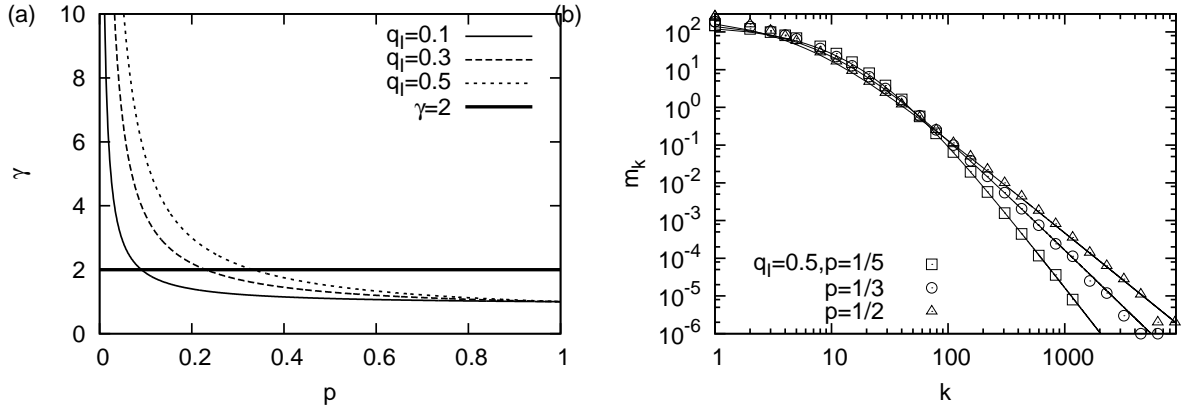 (a)
10
8
6
4
2
0
γ
0
0.2
0.4
0.6
0.8
1
p
q_l=0.1
q_l=0.3
q_l=0.5
γ=2
(b)
10^2
10^1
10^0
10^-1
10^-2
10^-3
10^-4
10^-5
10^-6
m_k
1
10
100
1000
k
q_l=0.5,p=1/5
p=1/3
p=1/2